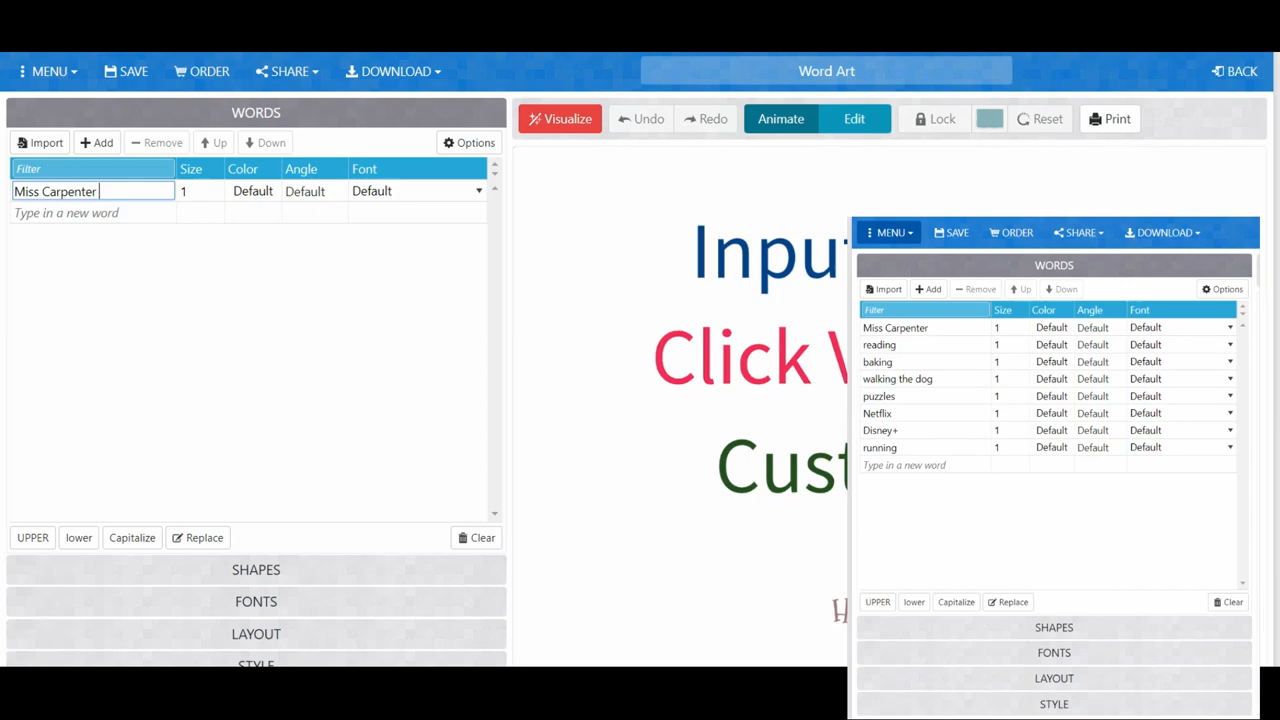 MENU SAVE ORDER SHARE DOWNLOAD Word Art BACK
WORDS
Import Add Remove Up Down Options
Filter Size Color Angle Font
Miss Carpenter 1 Default Default Default
Type in a new word
UPPER lower Capitalize Replace Clear
SHAPES
FONTS
LAYOUT
STYLE
Visualize Undo Redo Animate Edit Lock Reset Print
Click
MENU SAVE ORDER SHARE DOWNLOAD
WORDS
Import Add Remove Up Down Options
Filter Size Color Angle Font
Miss Carpenter 1 Default Default Default
reading 1 Default Default Default
baking 1 Default Default Default
walking the dog 1 Default Default Default
puzzles 1 Default Default Default
Netflix 1 Default Default Default
Disney+ 1 Default Default Default
running 1 Default Default Default
Type in a new word
UPPER lower Capitalize Replace Clear
SHAPES
FONTS
LAYOUT
STYLE